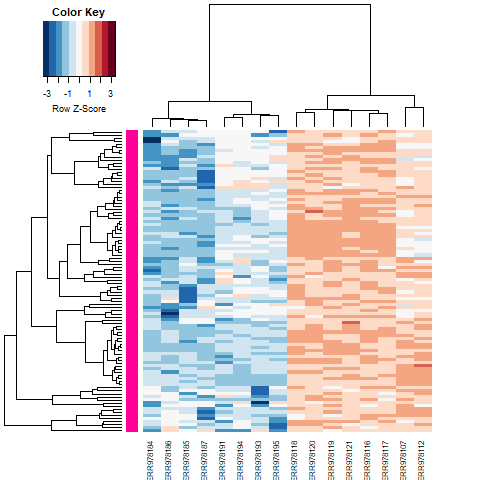 Color Key
-3 -1 1 3
Row Z-Score
ERR978184
ERR978186
ERR978185
ERR978187
ERR978191
ERR978194
ERR978193
ERR978195
ERR978118
ERR978120
ERR978119
ERR978121
ERR978116
ERR978117
ERR978107
ERR978112